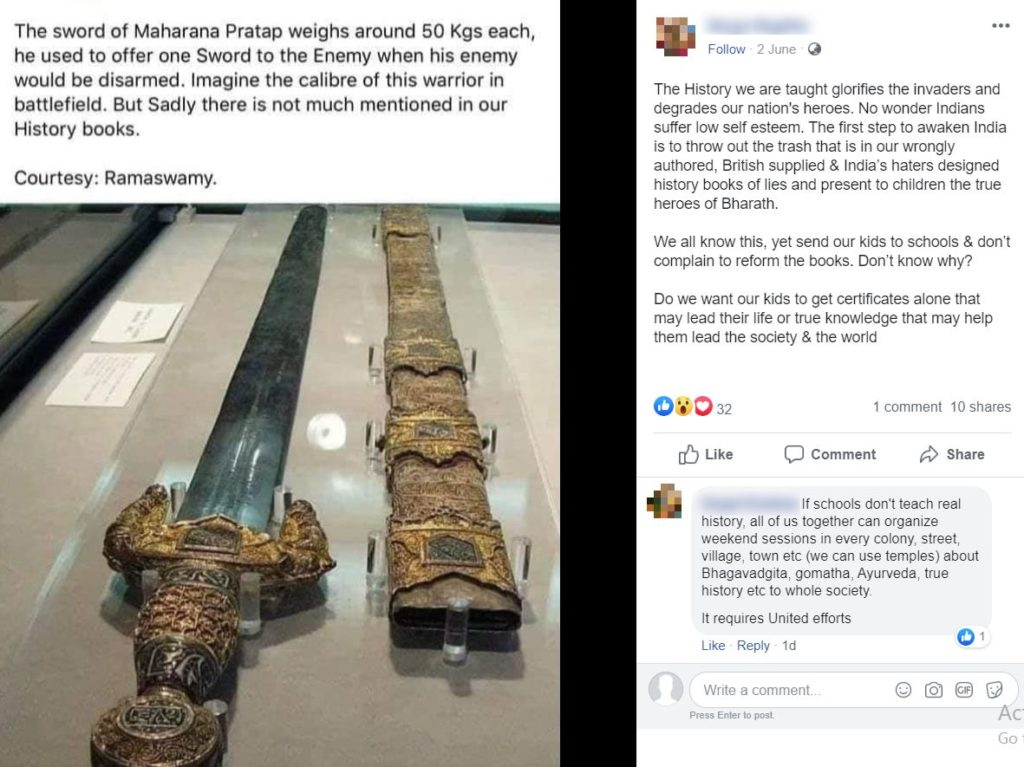 The sword of Maharana Pratap weighs around 50 Kgs each,
he used to offer one Sword to the Enemy when his enemy
would be disarmed. Imagine the calibre of this warrior in
battlefield. But Sadly there is not much mentioned in our
History books.
Courtesy: Ramaswamy.
Follow · 2 June ·
The History we are taught glorifies the invaders and
degrades our nation's heroes. No wonder Indians
suffer low self esteem. The first step to awaken India
is to throw out the trash that is in our wrongly
authored, British supplied & India's haters designed
history books of lies and present to children the true
heroes of Bharath.
We all know this, yet send our kids to schools & don't
complain to reform the books. Don't know why?
Do we want our kids to get certificates alone that
may lead their life or true knowledge that may help
them lead the society & the world
32
1 comment 10 shares
Like Comment Share
If schools don't teach real
history, all of us together can organize
weekend sessions in every colony, street,
village, town etc (we can use temples) about
Bhagavadgita, gomatha, Ayurveda, true
history etc to whole society.
It requires United efforts
1
Like · Reply · 1d
Write a comment...
GIF
Press Enter to post
Go